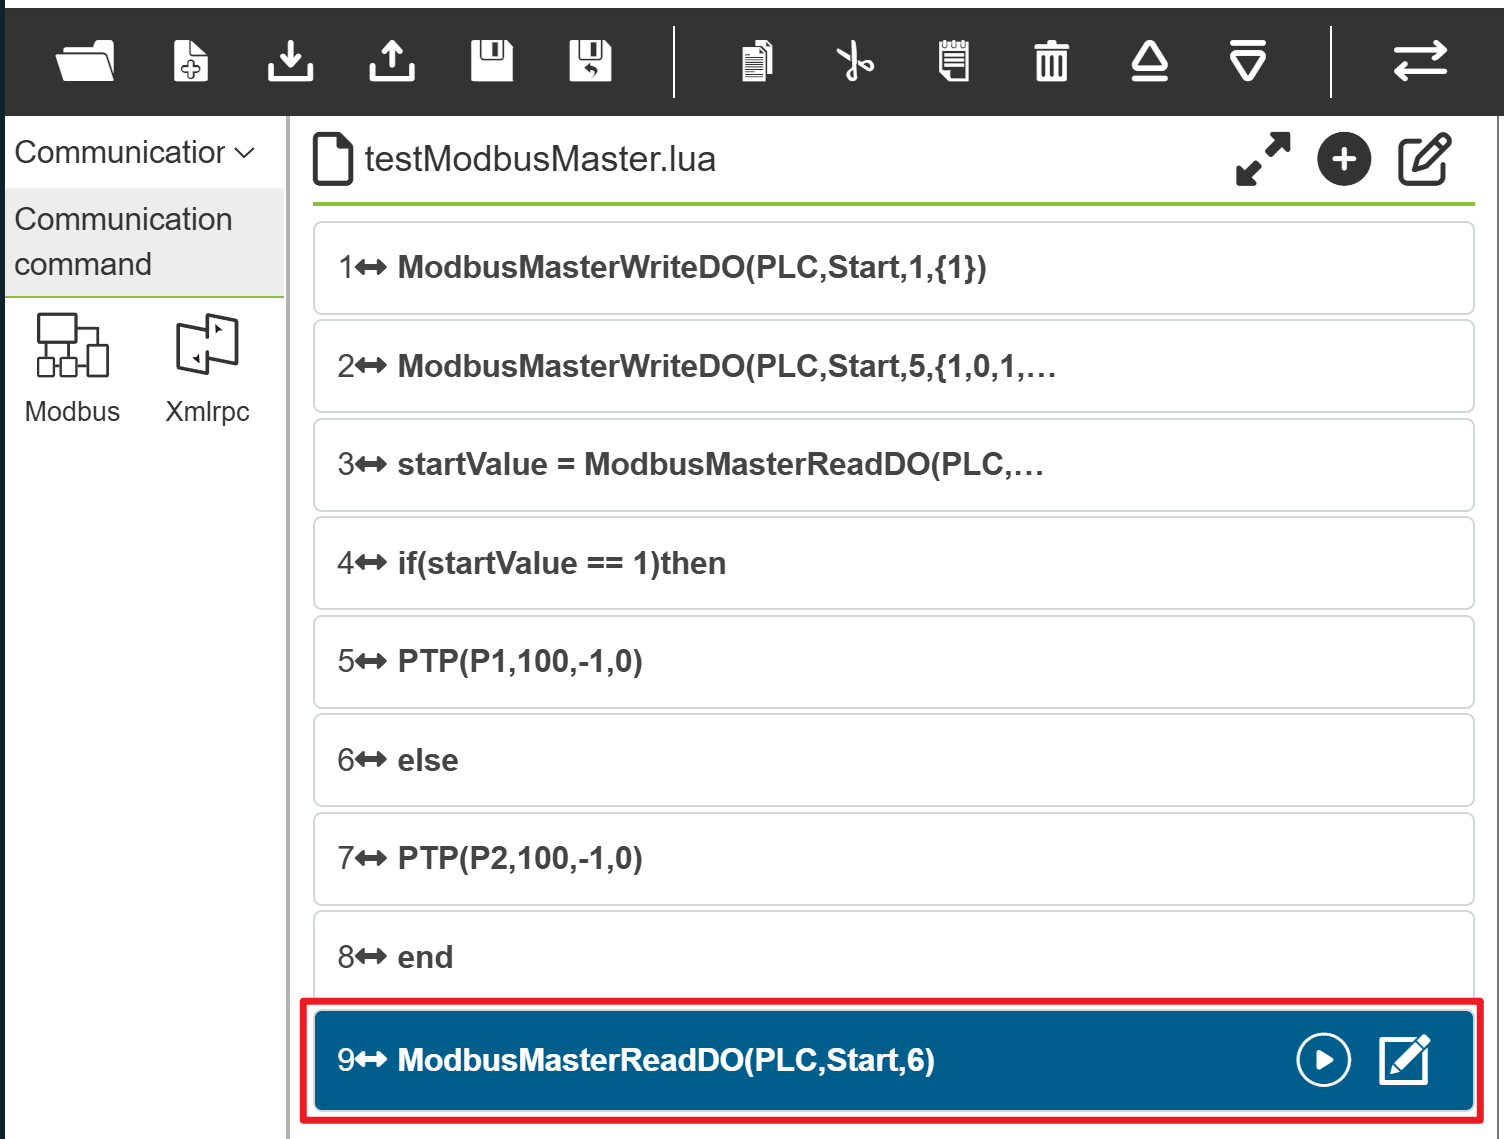 Communication
testModbusMaster.lua
Communication
command
Modbus
Xmlrpc
1 ModbusMasterWriteDO(PLC,Start,1,{1})
2 ModbusMasterWriteDO(PLC,Start,5,{1,0,1,…
3 startValue = ModbusMasterReadDO(PLC,…
4 if(startValue == 1)then
5 PTP(P1,100,-1,0)
6 else
7 PTP(P2,100,-1,0)
8 end
9 ModbusMasterReadDO(PLC,Start,6)